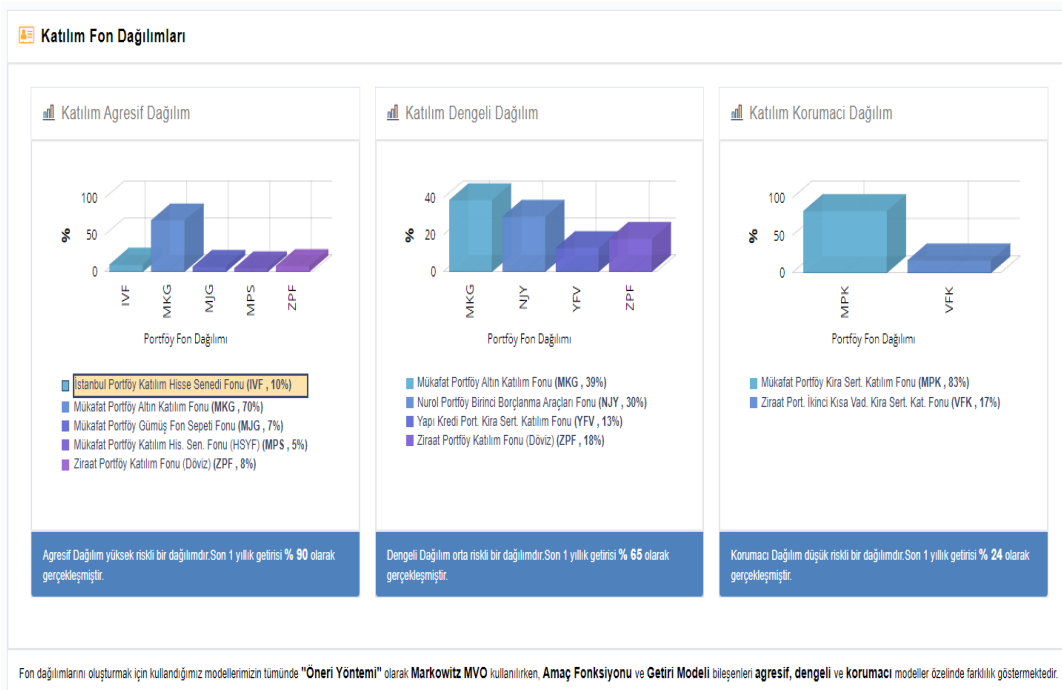 Katılım Fon Dağılımları
Katılım Agresif Dağılım
100
50
0
%
IVF
MKG
MJG
MPS
ZPF
Portföy Fon Dağılımı
İstanbul Portföy Katılım Hisse Senedi Fonu (IVF , 10%)
Mükafat Portföy Altın Katılım Fonu (MKG , 70%)
Mükafat Portföy Gümüş Fon Sepeti Fonu (MJG , 7%)
Mükafat Portföy Katılım His. Sen. Fonu (HSYF) (MPS , 5%)
Ziraat Portföy Katılım Fonu (Döviz) (ZPF , 8%)
Agresif Dağılım yüksek riskli bir dağılımdır.Son 1 yıllık getirisi % 90 olarak
gerçekleşmiştir.
Katılım Dengeli Dağılım
40
20
0
%
MKG
NJY
YFV
ZPF
Portföy Fon Dağılımı
Mükafat Portföy Altın Katılım Fonu (MKG , 39%)
Nurol Portföy Birinci Borçlanma Araçları Fonu (NJY , 30%)
Yapı Kredi Port. Kira Sert. Katılım Fonu (YFV , 13%)
Ziraat Portföy Katılım Fonu (Döviz) (ZPF , 18%)
Dengeli Dağılım orta riskli bir dağılımdır.Son 1 yıllık getirisi % 65 olarak
gerçekleşmiştir.
Katılım Korumaci Dağılım
100
50
0
%
MPK
VFK
Portföy Fon Dağılımı
Mükafat Portföy Kira Sert. Katılım Fonu (MPK , 83%)
Ziraat Port. İkinci Kısa Vad. Kira Sert. Kat. Fonu (VFK , 17%)
Korumacı Dağılım düşük riskli bir dağılımdır.Son 1 yıllık getirisi % 24 olarak
gerçekleşmiştir.
Fon dağılımlarını oluşturmak için kullandığımız modellerimizin tümünde "Öneri Yöntemi" olarak Markowitz MVO kullanılırken, Amaç Fonksiyonu ve Getiri Modeli bileşenleri agresif, dengeli ve korumacı modeller özelinde farklılık göstermektedir.